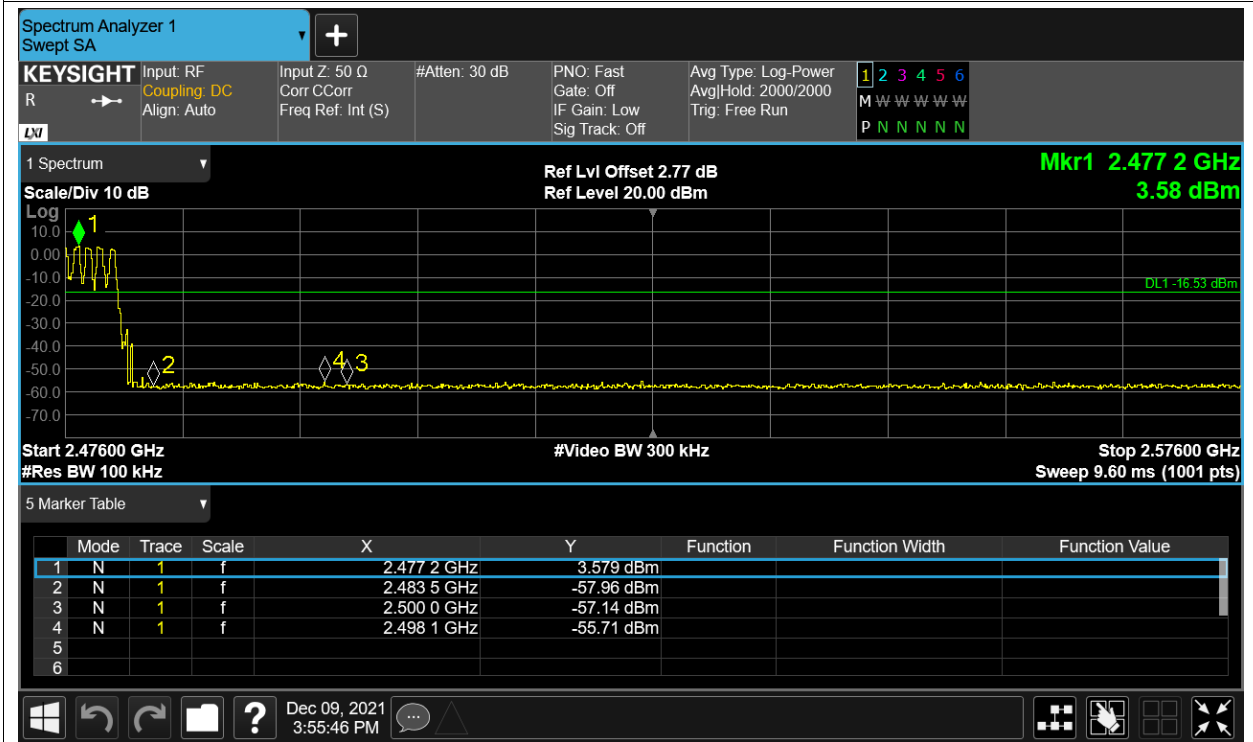 Spectrum Analyzer 1
Swept SA
+
KEYSIGHT Input: RF Input Z: 50 Ω #Atten: 30 dB PNO: Fast Avg Type: Log-Power 1 2 3 4 5 6
R Coupling: DC Corr CCorr Gate: Off Avg|Hold: 2000/2000 M W W W W W W
Align: Auto Freq Ref: Int (S) IF Gain: Low Trig: Free Run
LXI Sig Track: Off P N N N N N N
1 Spectrum Ref Lvl Offset 2.77 dB Mkr1 2.477 2 GHz
Scale/Div 10 dB Ref Level 20.00 dBm 3.58 dBm
Log
1
10.0
0.00
-10.0
DL1 -16.53 dBm
-20.0
-30.0
-40.0
2 4 3
-50.0
-60.0
-70.0
Start 2.47600 GHz #Video BW 300 kHz Stop 2.57600 GHz
#Res BW 100 kHz Sweep 9.60 ms (1001 pts)
5 Marker Table
Mode Trace Scale X Y Function Function Width Function Value
1 N 1 f 2.477 2 GHz 3.579 dBm
2 N 1 f 2.483 5 GHz -57.96 dBm
3 N 1 f 2.500 0 GHz -57.14 dBm
4 N 1 f 2.498 1 GHz -55.71 dBm
5
6
? Dec 09, 2021
3:55:46 PM